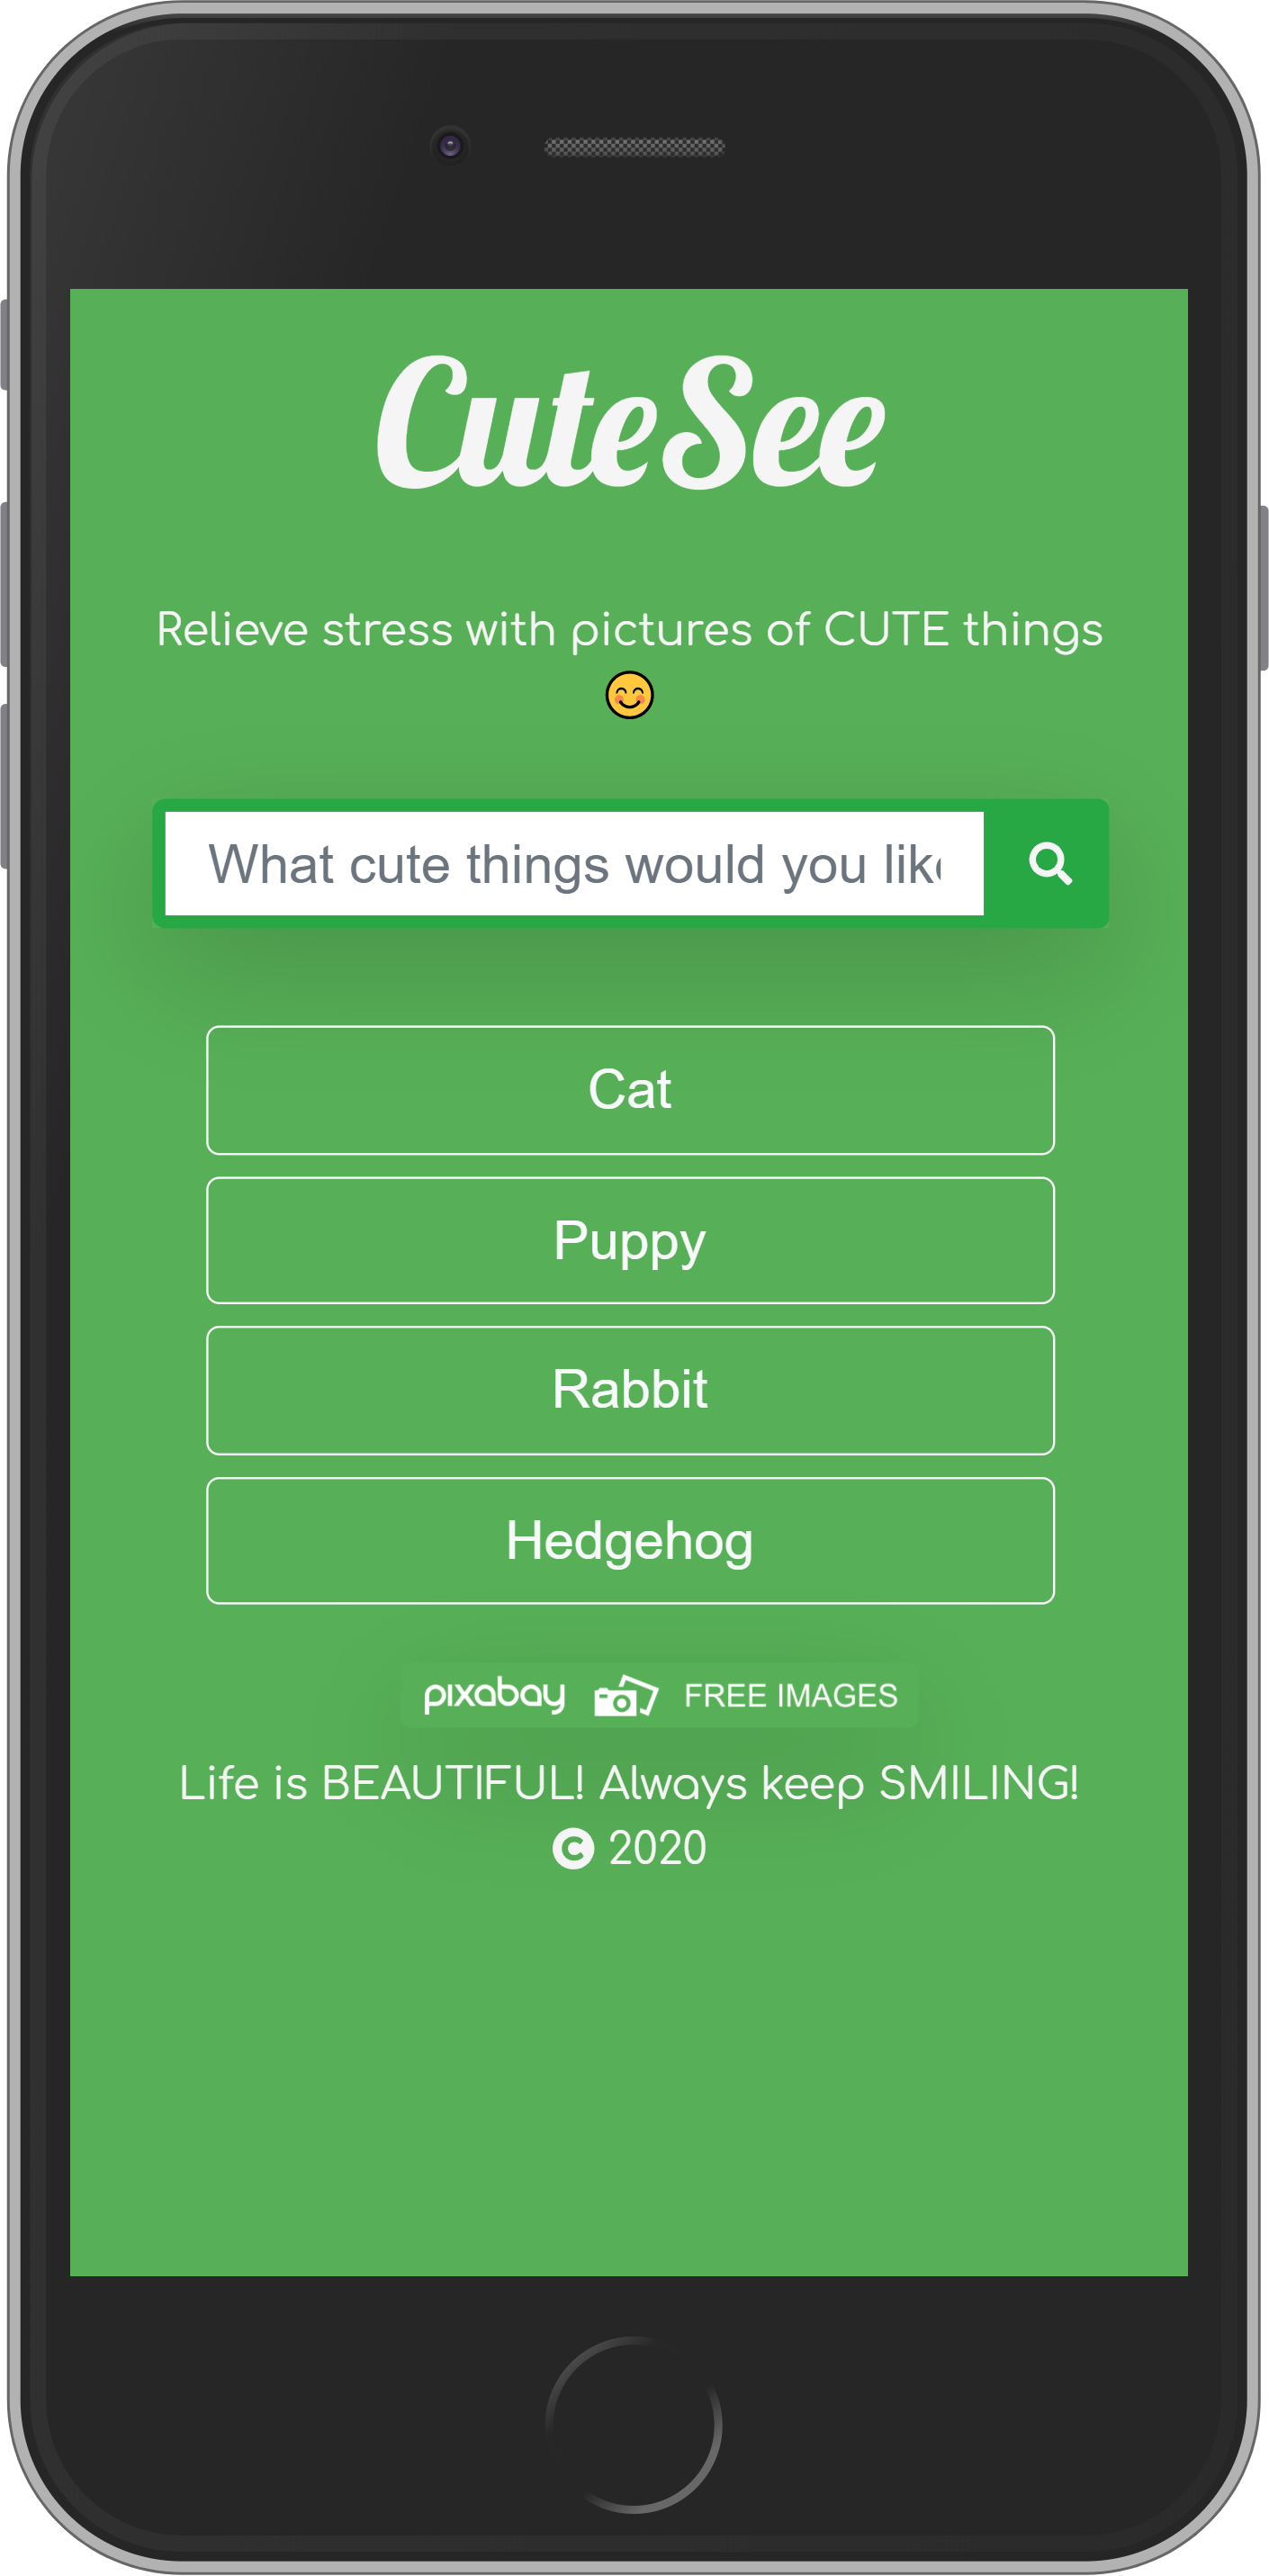 CuteSee
Relieve stress with pictures of CUTE things
😊
What cute things would you lik
Cat
Puppy
Rabbit
Hedgehog
pixabay FREE IMAGES
Life is BEAUTIFUL! Always keep SMILING!
© 2020